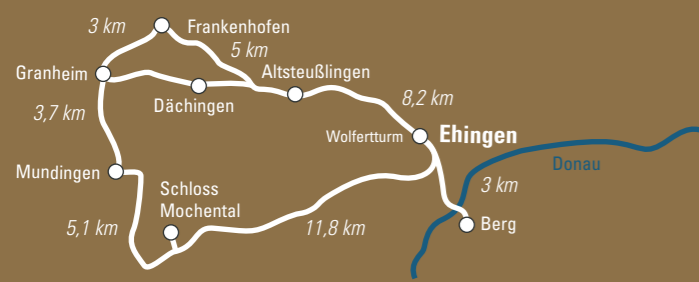 3 km
Frankenhofen
5 km
Granheim
Altsteußlingen
Dächingen
8,2 km
3,7 km
Wolfertturm
Ehingen
Donau
Mundingen
3 km
Schloss
Mochental
5,1 km
11,8 km
Berg